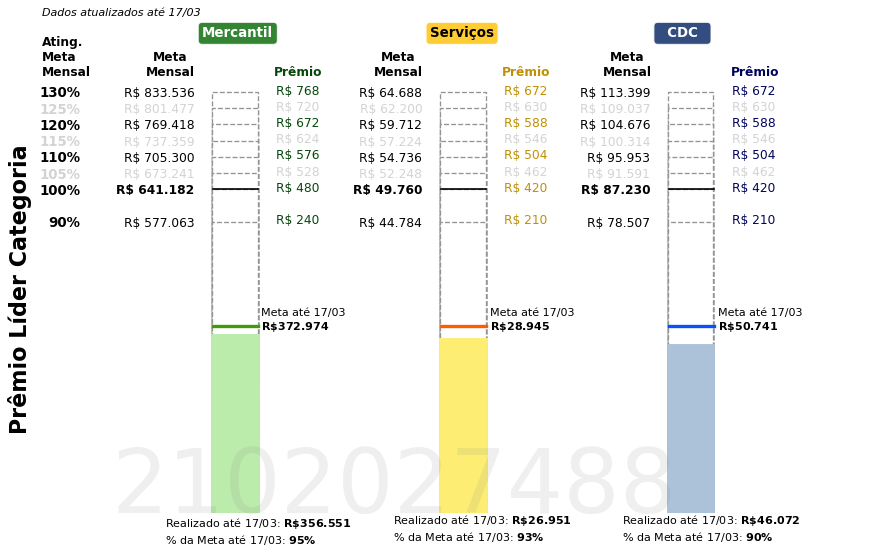 Dados atualizados até 17/03
Mercantil Serviços CDC
Ating.
Meta Meta Meta Meta
Mensal Mensal Prêmio Mensal Prêmio Mensal Prêmio
130% R$ 833.536 R$ 768 R$ 64.688 R$ 672 R$ 113.399 R$ 672
125% R$ 801.477 R$ 720 R$ 62.200 R$ 630 R$ 109.037 R$ 630
120% R$ 769.418 R$ 672 R$ 59.712 R$ 588 R$ 104.676 R$ 588
115% R$ 737.359 R$ 624 R$ 57.224 R$ 546 R$ 100.314 R$ 546
110% R$ 705.300 R$ 576 R$ 54.736 R$ 504 R$ 95.953 R$ 504
105% R$ 673.241 R$ 528 R$ 52.248 R$ 462 R$ 91.591 R$ 462
100% R$ 641.182 R$ 480 R$ 49.760 R$ 420 R$ 87.230 R$ 420
90% R$ 577.063 R$ 240 R$ 44.784 R$ 210 R$ 78.507 R$ 210
Prêmio Líder Categoria
Meta até 17/03 Meta até 17/03 Meta até 17/03
R$372.974 R$28.945 R$50.741
2102027488
Realizado até 17/03: R$356.551 Realizado até 17/03: R$26.951 Realizado até 17/03: R$46.072
% da Meta até 17/03: 95% % da Meta até 17/03: 93% % da Meta até 17/03: 90%